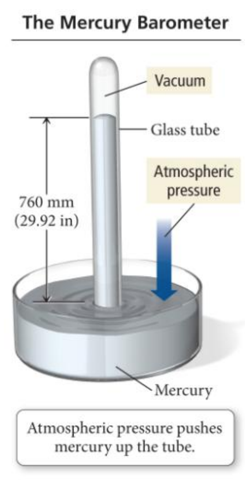 The Mercury Barometer
Vacuum
Glass tube
Atmospheric
pressure
760 mm
(29.92 in)
Mercury
Atmospheric pressure pushes
mercury up the tube.